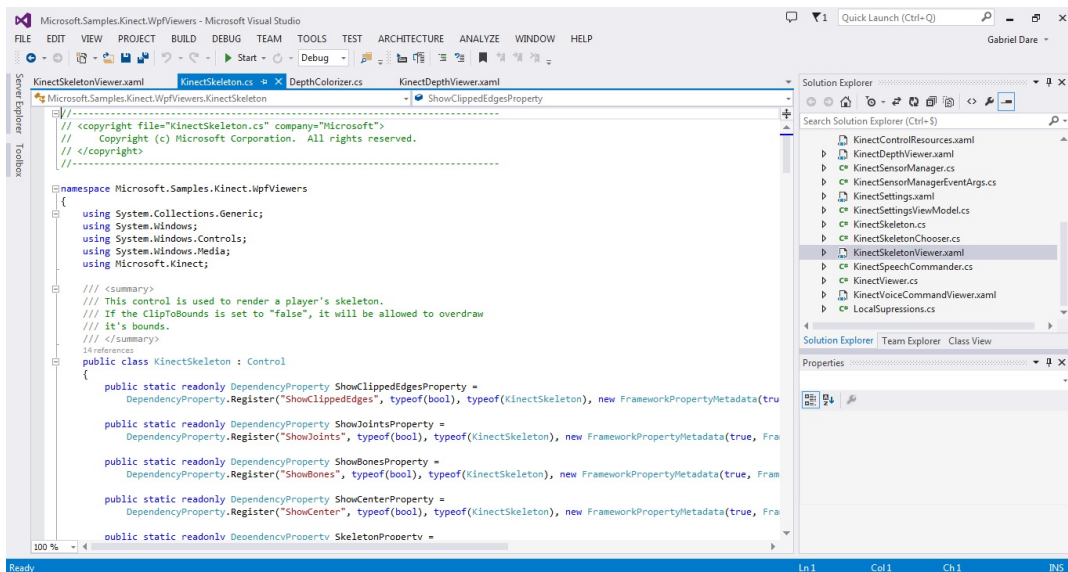 Microsoft.Samples.Kinect.WpfViewers - Microsoft Visual Studio
1
Quick Launch (Ctrl+Q)
FILE EDIT VIEW PROJECT BUILD DEBUG TEAM TOOLS TEST ARCHITECTURE ANALYZE WINDOW HELP
Gabriel Dare
Start
Debug
Server Explorer
Toolbox
KinectSkeletonViewer.xaml KinectSkeleton.cs DepthColorizer.cs KinectDepthViewer.xaml
Microsoft.Samples.Kinect.WpfViewers.KinectSkeleton
ShowClippedEdgesProperty
//-----------------------------------------------------------------------
// <copyright file="KinectSkeleton.cs" company="Microsoft">
//     Copyright (c) Microsoft Corporation.  All rights reserved.
// </copyright>
//-----------------------------------------------------------------------
namespace Microsoft.Samples.Kinect.WpfViewers
{
using System.Collections.Generic;
using System.Windows;
using System.Windows.Controls;
using System.Windows.Media;
using Microsoft.Kinect;
/// <summary>
/// This control is used to render a player's skeleton.
/// If the ClipToBounds is set to "false", it will be allowed to overdraw
/// it's bounds.
/// </summary>
14 references
public class KinectSkeleton : Control
{
public static readonly DependencyProperty ShowClippedEdgesProperty =
DependencyProperty.Register("ShowClippedEdges", typeof(bool), typeof(KinectSkeleton), new FrameworkPropertyMetadata(tru
public static readonly DependencyProperty ShowJointsProperty =
DependencyProperty.Register("ShowJoints", typeof(bool), typeof(KinectSkeleton), new FrameworkPropertyMetadata(true, Fra
public static readonly DependencyProperty ShowBonesProperty =
DependencyProperty.Register("ShowBones", typeof(bool), typeof(KinectSkeleton), new FrameworkPropertyMetadata(true, Fram
public static readonly DependencyProperty ShowCenterProperty =
DependencyProperty.Register("ShowCenter", typeof(bool), typeof(KinectSkeleton), new FrameworkPropertyMetadata(true, Fra
public static readonly DependencyProperty SkeletonProperty =
100 %
Solution Explorer
Search Solution Explorer (Ctrl+$)
KinectControlResources.xaml
KinectDepthViewer.xaml
C# KinectSensorManager.cs
C# KinectSensorManagerEventArgs.cs
KinectSettings.xaml
C# KinectSettingsViewModel.cs
C# KinectSkeleton.cs
C# KinectSkeletonChooser.cs
KinectSkeletonViewer.xaml
C# KinectSpeechCommander.cs
C# KinectViewer.cs
KinectVoiceCommandViewer.xaml
C# LocalSupressions.cs
Solution Explorer Team Explorer Class View
Properties
Ready
Ln 1 Col 1 Ch 1 INS